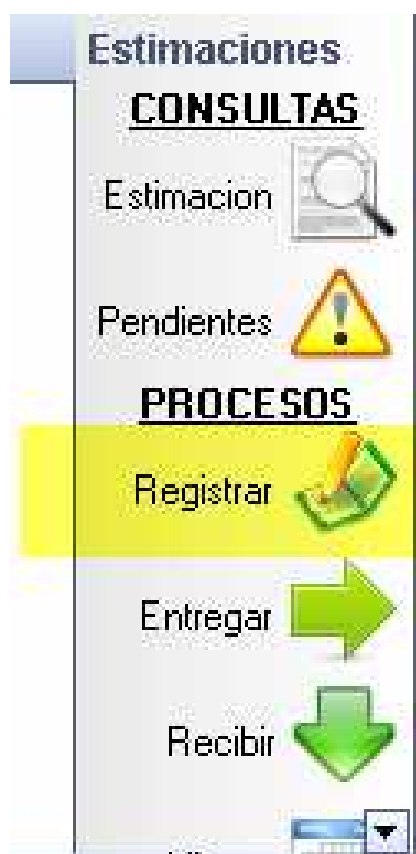 Estimaciones
CONSULTAS
Estimacion
Pendientes
PROCESOS
Registrar
Entregar
Recibir